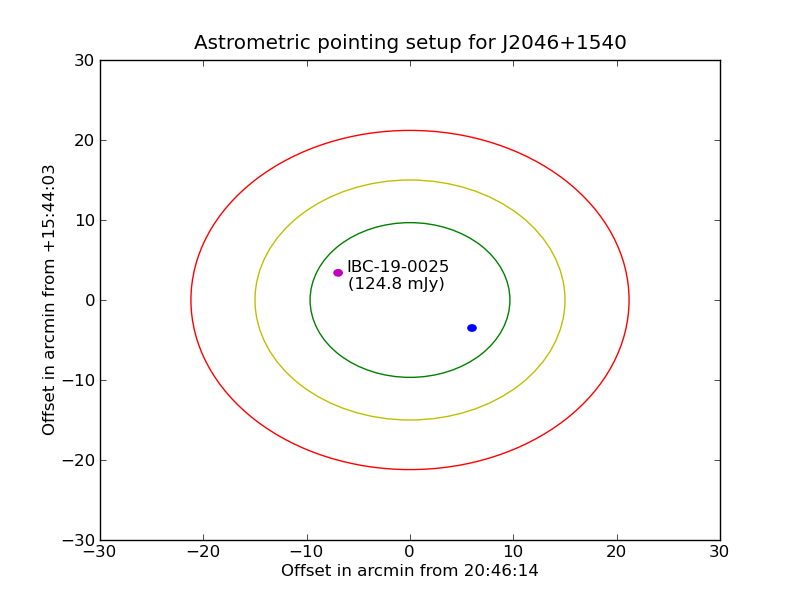 Astrometric pointing setup for J2046+1540
30
20
10
0
−10
−20
−30
Offset in arcmin from +15:44:03
IBC-19-0025
(124.8 mJy)
−30 −20 −10 0 10 20 30
Offset in arcmin from 20:46:14